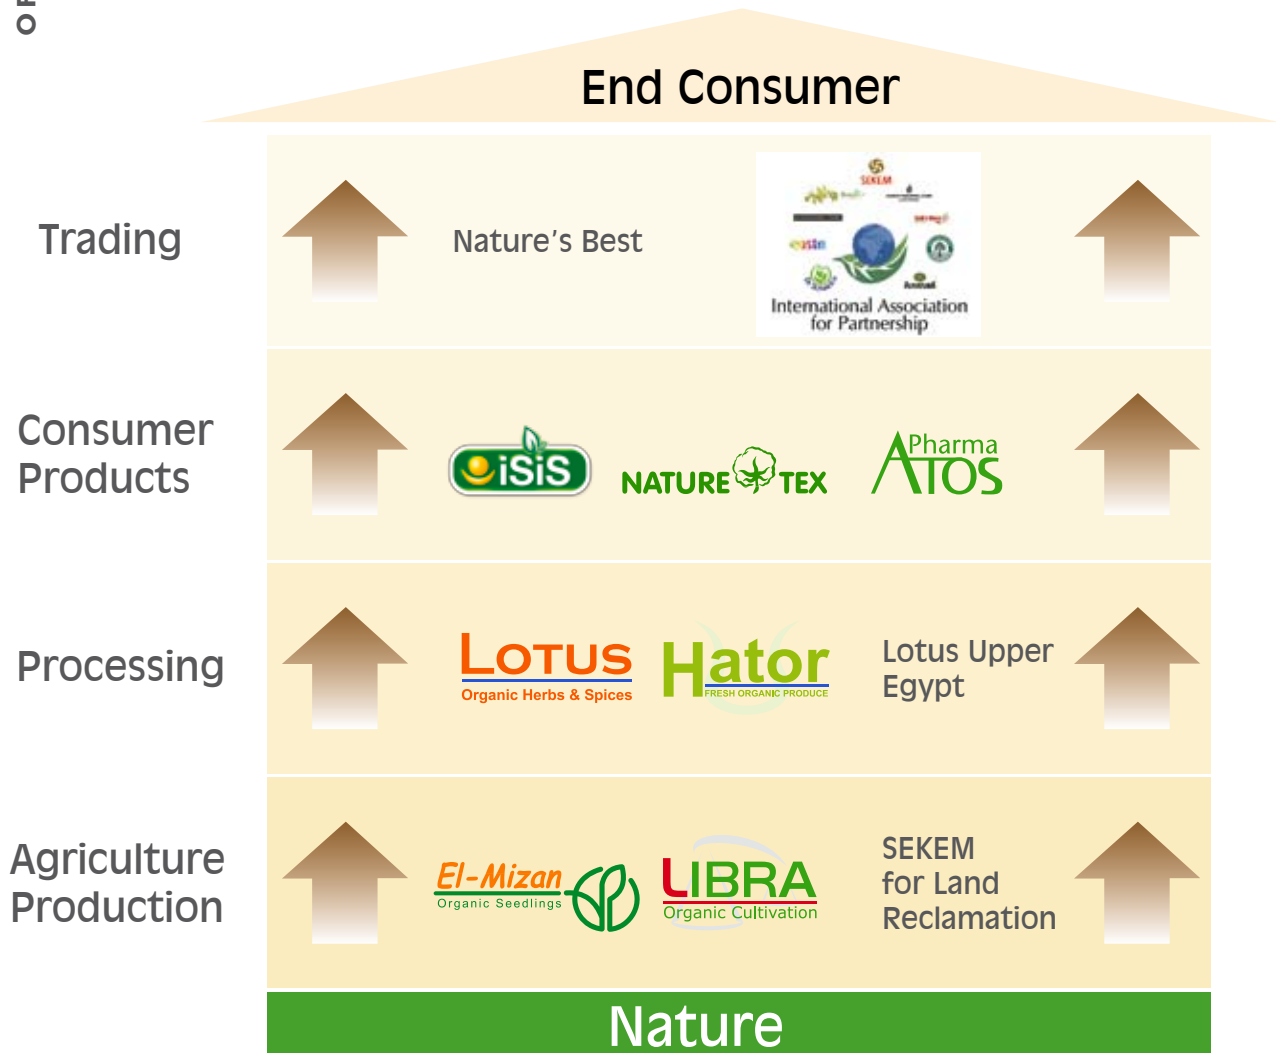 End Consumer
Trading
Nature's Best
SEKEM
International Association
for Partnership
Consumer
Products
iSiS
NATURE TEX
Pharma
ATOS
Processing
LOTUS
Organic Herbs & Spices
Hator
FRESH ORGANIC PRODUCE
Lotus Upper
Egypt
Agriculture
Production
El-Mizan
Organic Seedlings
LIBRA
Organic Cultivation
SEKEM
for Land
Reclamation
Nature